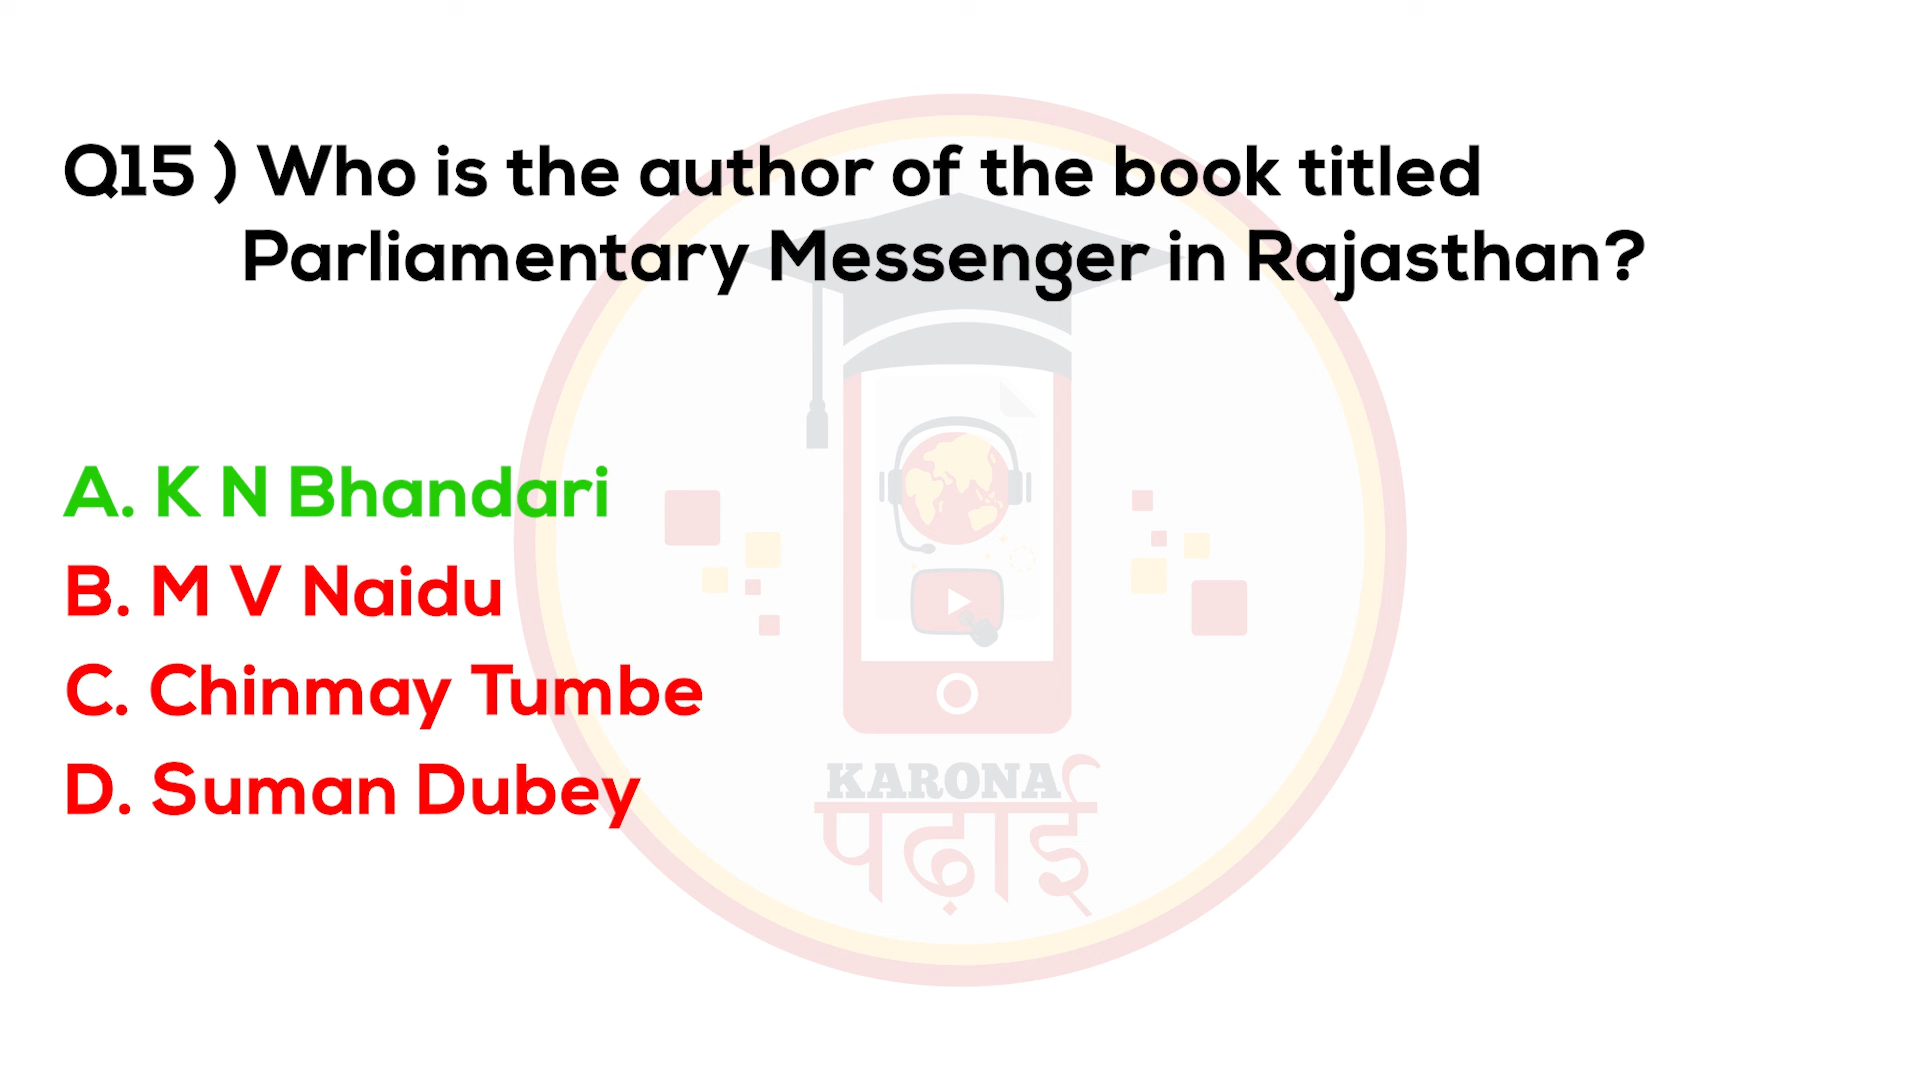 Q15 ) Who is the author of the book titled
Parliamentary Messenger in Rajasthan?
A. K N Bhandari
B. M V Naidu
C. Chinmay Tumbe
D. Suman Dubey
KARONA
पढ़ाई